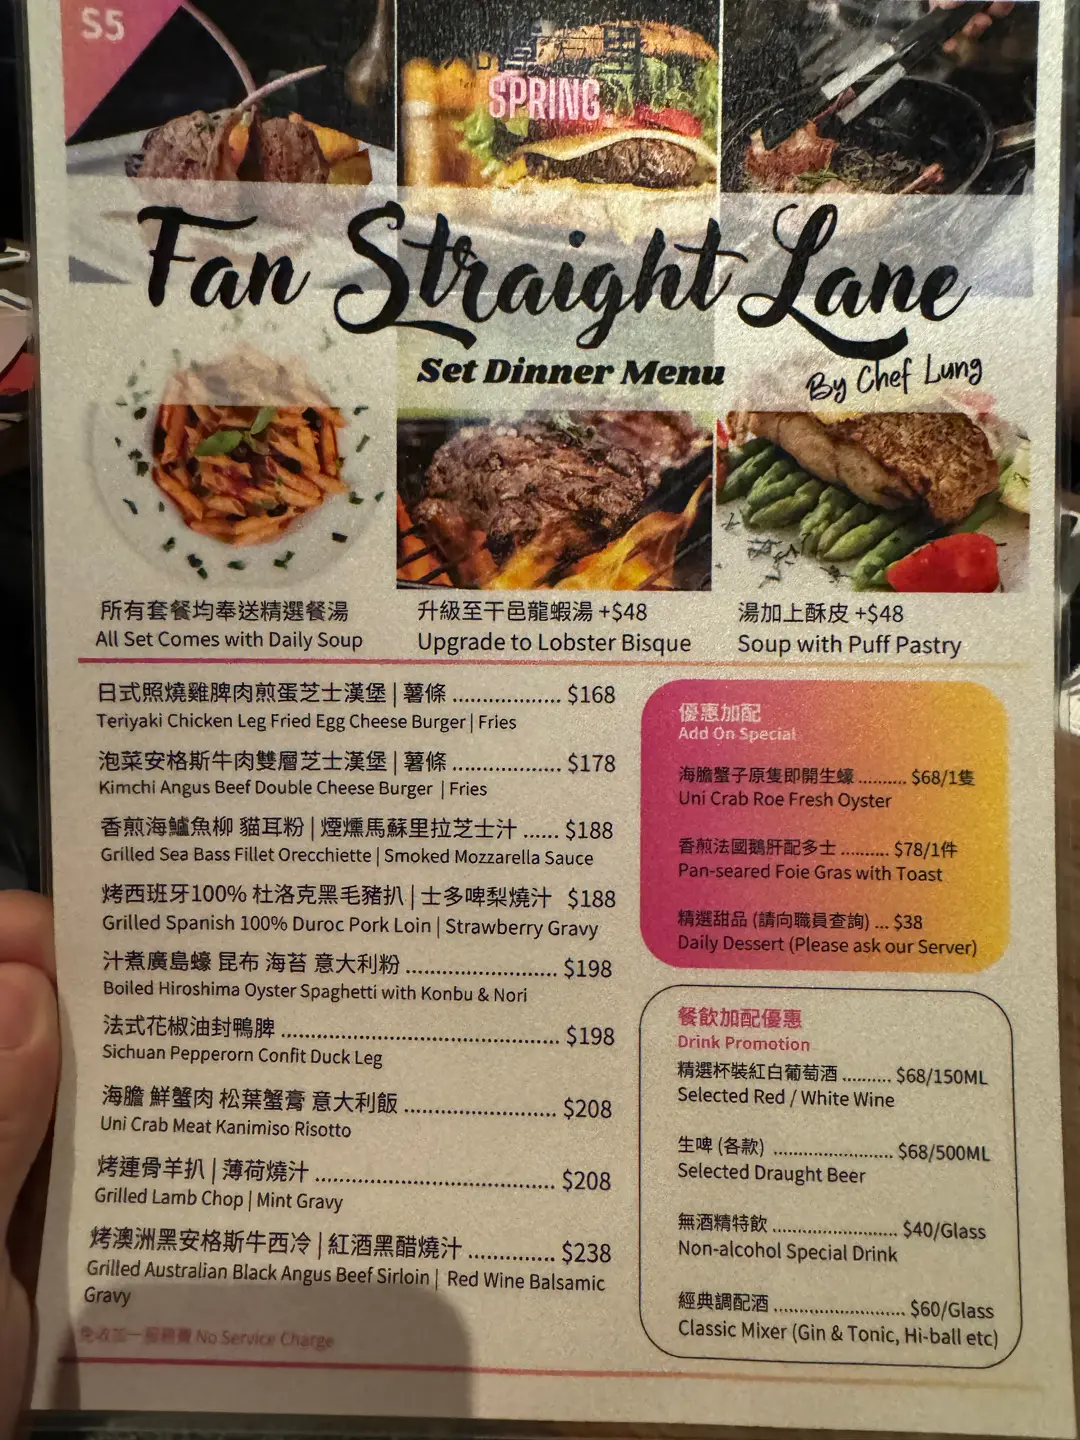 S5
SPRING
Fan Straight Lane
Set Dinner Menu
By Chef Lung
所有套餐均奉送精選餐湯
All Set Comes with Daily Soup
升級至干邑龍蝦湯 +$48
Upgrade to Lobster Bisque
湯加上酥皮 +$48
Soup with Puff Pastry
日式照燒雞脾肉煎蛋芝士漢堡 | 薯條 .................. $168
Teriyaki Chicken Leg Fried Egg Cheese Burger | Fries
泡菜安格斯牛肉雙層芝士漢堡 | 薯條 .................. $178
Kimchi Angus Beef Double Cheese Burger | Fries
香煎海鱸魚柳 貓耳粉 | 煙燻馬蘇里拉芝士汁 ...... $188
Grilled Sea Bass Fillet Orecchiette | Smoked Mozzarella Sauce
烤西班牙100% 杜洛克黑毛豬扒 | 士多啤梨燒汁 $188
Grilled Spanish 100% Duroc Pork Loin | Strawberry Gravy
汁煮廣島蠔 昆布 海苔 意大利粉 ......................... $198
Boiled Hiroshima Oyster Spaghetti with Konbu & Nori
法式花椒油封鴨脾 .............................................. $198
Sichuan Pepperorn Confit Duck Leg
海膽 鮮蟹肉 松葉蟹膏 意大利飯 ......................... $208
Uni Crab Meat Kanimiso Risotto
烤連骨羊扒 | 薄荷燒汁 ........................................ $208
Grilled Lamb Chop | Mint Gravy
烤澳洲黑安格斯牛西冷 | 紅酒黑醋燒汁 .............. $238
Grilled Australian Black Angus Beef Sirloin | Red Wine Balsamic
Gravy
免收加一服務費 No Service Charge
優惠加配
Add On Special
海膽蟹子原隻即開生蠔 .......... $68/1隻
Uni Crab Roe Fresh Oyster
香煎法國鵝肝配多士 .......... $78/1件
Pan-seared Foie Gras with Toast
精選甜品 (請向職員查詢) ... $38
Daily Dessert (Please ask our Server)
餐飲加配優惠
Drink Promotion
精選杯裝紅白葡萄酒 .......... $68/150ML
Selected Red / White Wine
生啤 (各款) ......................... $68/500ML
Selected Draught Beer
無酒精特飲 .......................... $40/Glass
Non-alcohol Special Drink
經典調配酒 ........................... $60/Glass
Classic Mixer (Gin & Tonic, Hi-ball etc)